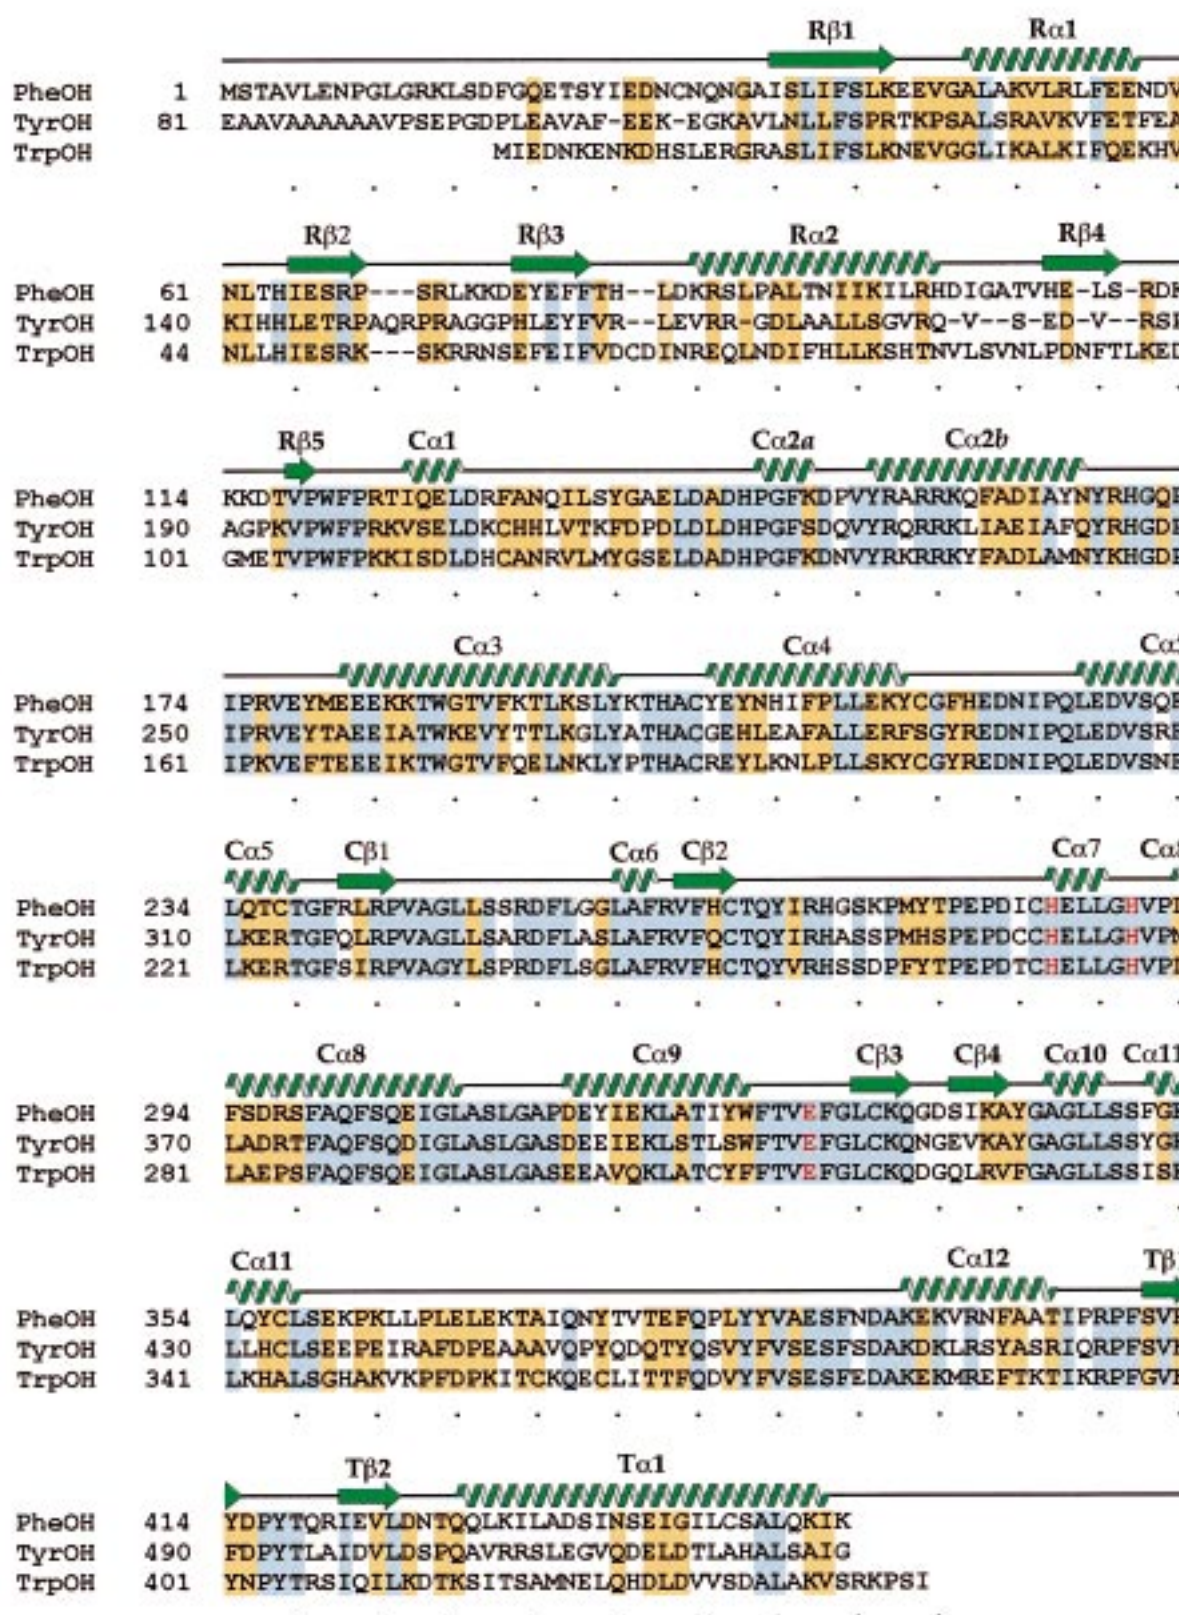 Rβ1 Rα1
PheOH 1 MSTAVLENPGLGRKLSDFGQETSYIEDNCNQNGAISLIFSLKEEVGALAKVLRLFEENDV
TyrOH 81 EAAVAAAAAAVPSEPGDPLEAVAF-EEK-EGKAVLNLLFSPRTKPSALSRAVKVFETFEA
TrpOH MIEDNKENKDHSLERGRASLIFSLKNEVGGLIKALKIFQEKHV
Rβ2 Rβ3 Rα2 Rβ4
PheOH 61 NLTHIESRP---SRLKKDEYEFFTH--LDKRSLPALTNIIKILRHDIGATVHE-LS-RDK
TyrOH 140 KIHHLETRPAQRPRAGGPHLEYFVR--LEVRR-GDLAALLSGVRQ-V--S-ED-V--RSP
TrpOH 44 NLLHIESRK---SKRRNSEFEIFVDCDINREQLNDIFHLLKSHTNVLSVNLPDNFTLKED
Rβ5 Cα1 Cα2a Cα2b
PheOH 114 KKDTVPWFPRTIQELDRFANQILSYGAELDADHPGFKDPVYRARRKQFADIAYNYRHGQP
TyrOH 190 AGPKVPWFPRKVSELDKCHHLVTKFDPDLDLDHPGFSDQVYRQRRKLIAEIAFQYRHGDP
TrpOH 101 GMETVPWFPKKISDLDHCANRVLMYGSELDADHPGFKDNVYRKRRKYFADLAMNYKHGDP
Cα3 Cα4 Cα5
PheOH 174 IPRVEYMEEEKKTWGTVFKTLKSLYKTHACYEYNHIFPLLEKYCGFHEDNIPQLEDVSQF
TyrOH 250 IPRVEYTAEEIATWKEVYTTLKGLYATHACGEHLEAFALLERFSGYREDNIPQLEDVSRF
TrpOH 161 IPKVEFTEEEIKTWGTVFQELNKLYPTHACREYLKNLPLLSKYCGYREDNIPQLEDVSNF
Cα5 Cβ1 Cα6 Cβ2 Cα7 Cα8
PheOH 234 LQTCTGFRLRPVAGLLSSRDFLGGLAFRVFHCTQYIRHGSKPMYTPEPDICHELLGHVPL
TyrOH 310 LKERTGFQLRPVAGLLSARDFLASLAFRVFQCTQYIRHASSPMHSPEPDCCHELLGHVPM
TrpOH 221 LKERTGFSIRPVAGYLSPRDFLSGLAFRVFHCTQYVRHSSDPFYTPEPDTCHELLGHVPL
Cα8 Cα9 Cβ3 Cβ4 Cα10 Cα11
PheOH 294 FSDRSFAQFSQEIGLASLGAPDEYIEKLATIYWFTVEFGLCKQGDSIKAYGAGLLSSFGE
TyrOH 370 LADRTFAQFSQDIGLASLGASDEEIEKLSTLSWFTVEFGLCKQNGEVKAYGAGLLSSYGE
TrpOH 281 LAEPSFAQFSQEIGLASLGASEEAVQKLATCYFFTVEFGLCKQDGQLRVFGAGLLSSISE
Cα11 Cα12 Tβ1
PheOH 354 LQYCLSEKPKLLPLELEKTAIQNYTVTEFQPLYYVAESFNDAKEKVRNFAATIPRPFSVR
TyrOH 430 LLHCLSEEPEIRAFDPEAAAVQPYQDQTYQSVYFVSESFSDAKDKLRSYASRIQRPFSVK
TrpOH 341 LKHALSGHAKVKPFDPKITCKQECLITTFQDVYFVSESFEDAKEKMREFTKTIKRPFGVK
Tβ2 Tα1
PheOH 414 YDPYTQRIEVLDNTQQLKILADSINSEIGILCSALQKIK
TyrOH 490 FDPYTLAIDVLDSPQAVRRSLEGVQDELDTLAHALSAIG
TrpOH 401 YNPYTRSIQILKDTKSITSAMNELQHDLDVVSDALAKVSRKPSI